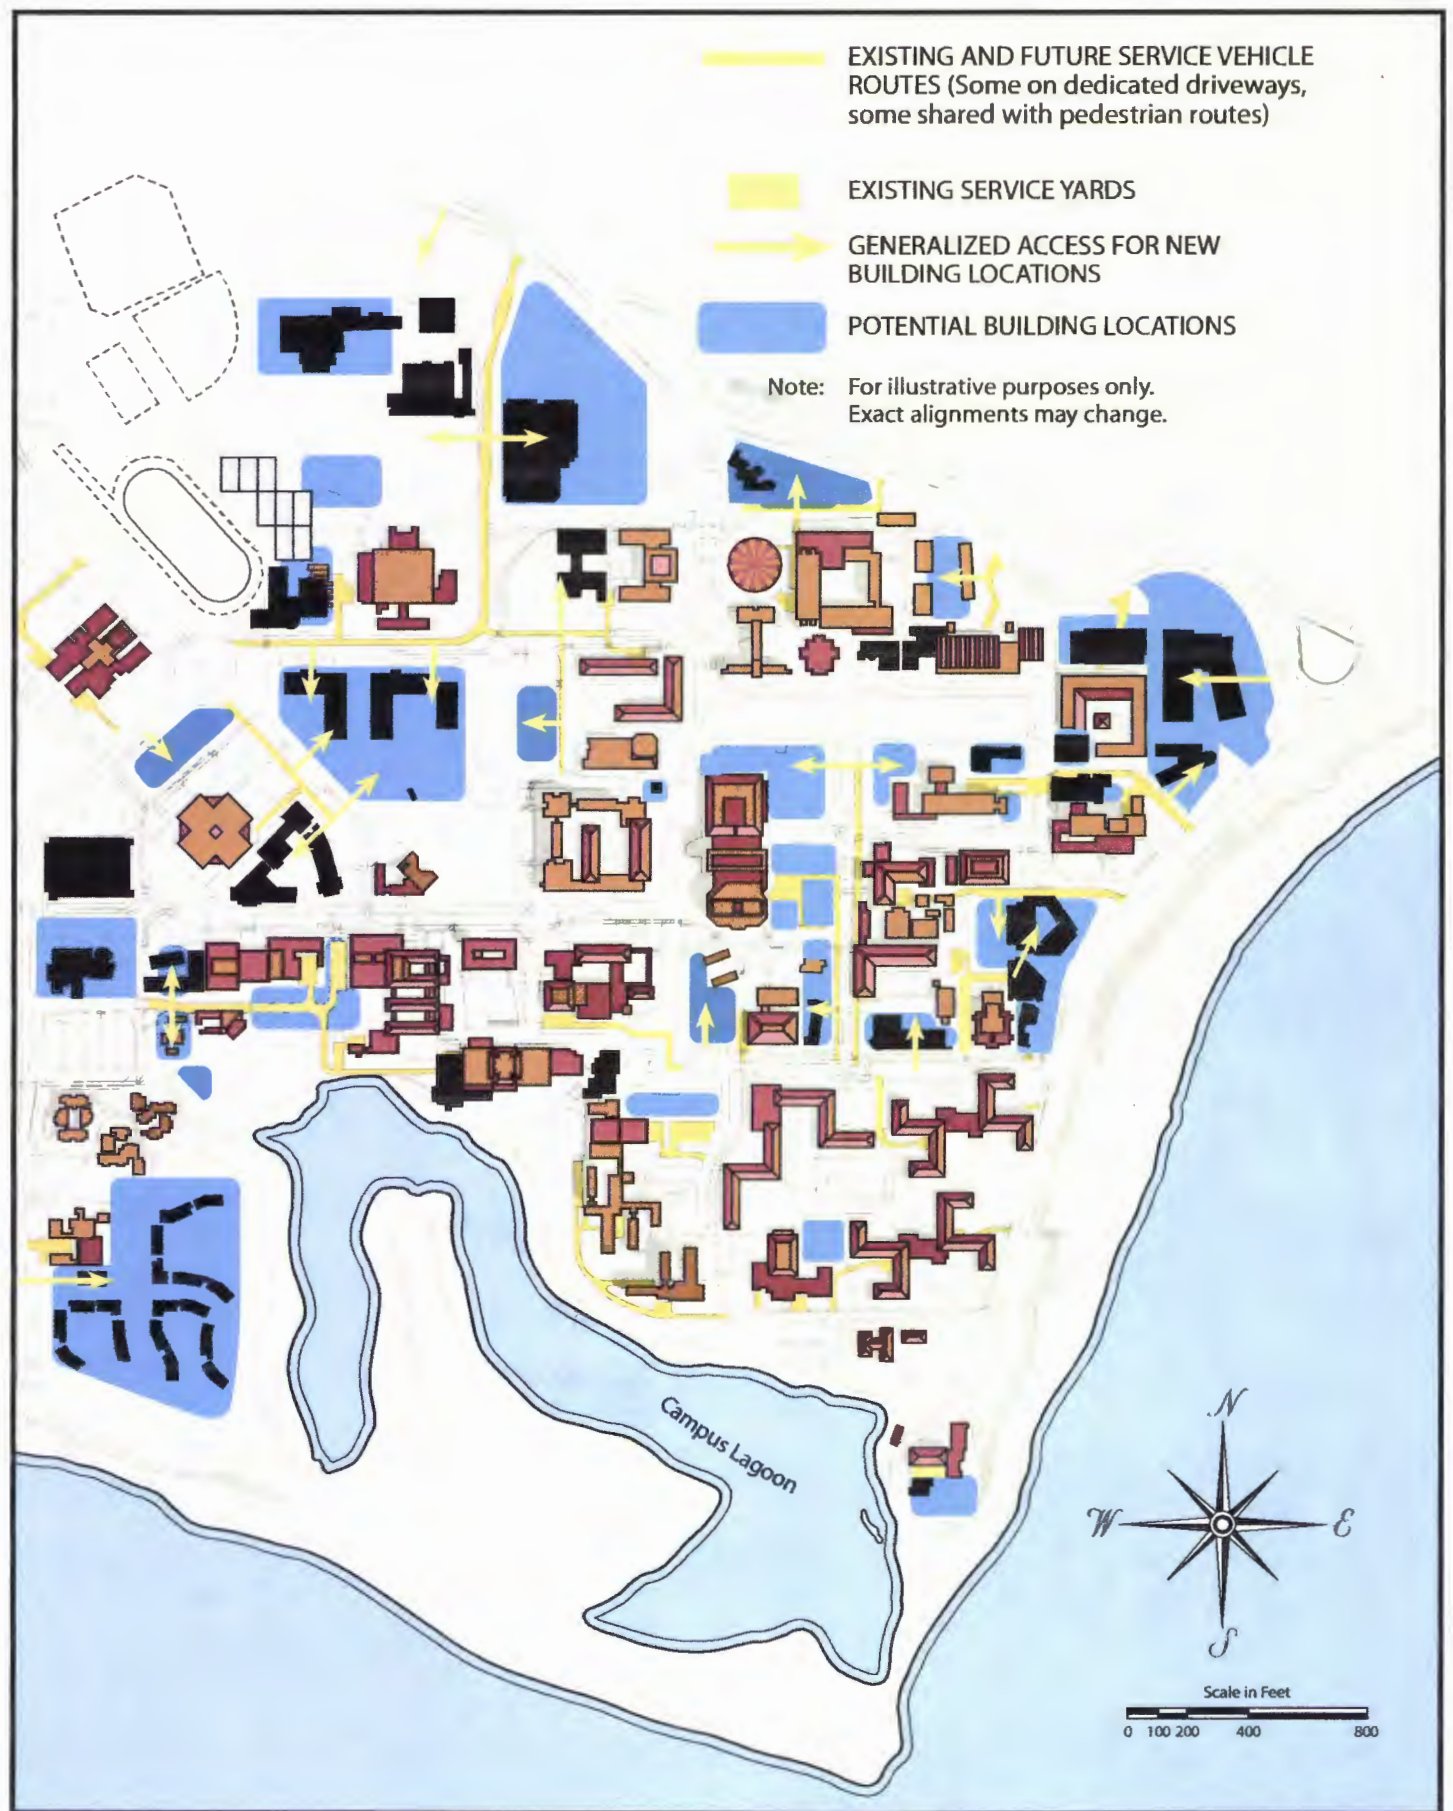 EXISTING AND FUTURE SERVICE VEHICLE
ROUTES (Some on dedicated driveways,
some shared with pedestrian routes)
EXISTING SERVICE YARDS
GENERALIZED ACCESS FOR NEW
BUILDING LOCATIONS
POTENTIAL BUILDING LOCATIONS
Note: For illustrative purposes only.
Exact alignments may change.
Campus Lagoon
N
W E
S
Scale in Feet
0 100 200 400 800